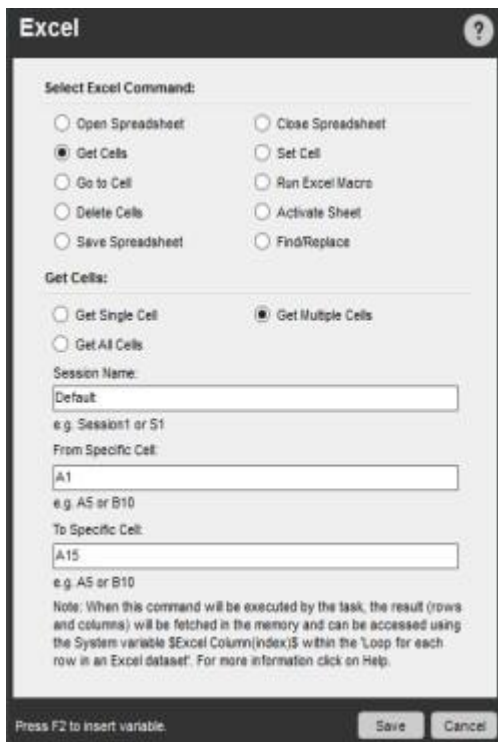 Excel
?
Select Excel Command:
Open Spreadsheet
Close Spreadsheet
Get Cells
Set Cell
Go to Cell
Run Excel Macro
Delete Cells
Activate Sheet
Save Spreadsheet
Find/Replace
Get Cells:
Get Single Cell
Get Multiple Cells
Get All Cells
Session Name:
Default
e.g. Session1 or S1
From Specific Cell:
A1
e.g. A5 or B10
To Specific Cell:
A15
e.g. A5 or B10
Note: When this command will be executed by the task, the result (rows
and columns) will be fetched in the memory and can be accessed using
the System variable $Excel Column(index)$ within the 'Loop for each
row in an Excel dataset'. For more information click on Help.
Press F2 to insert variable.
Save
Cancel